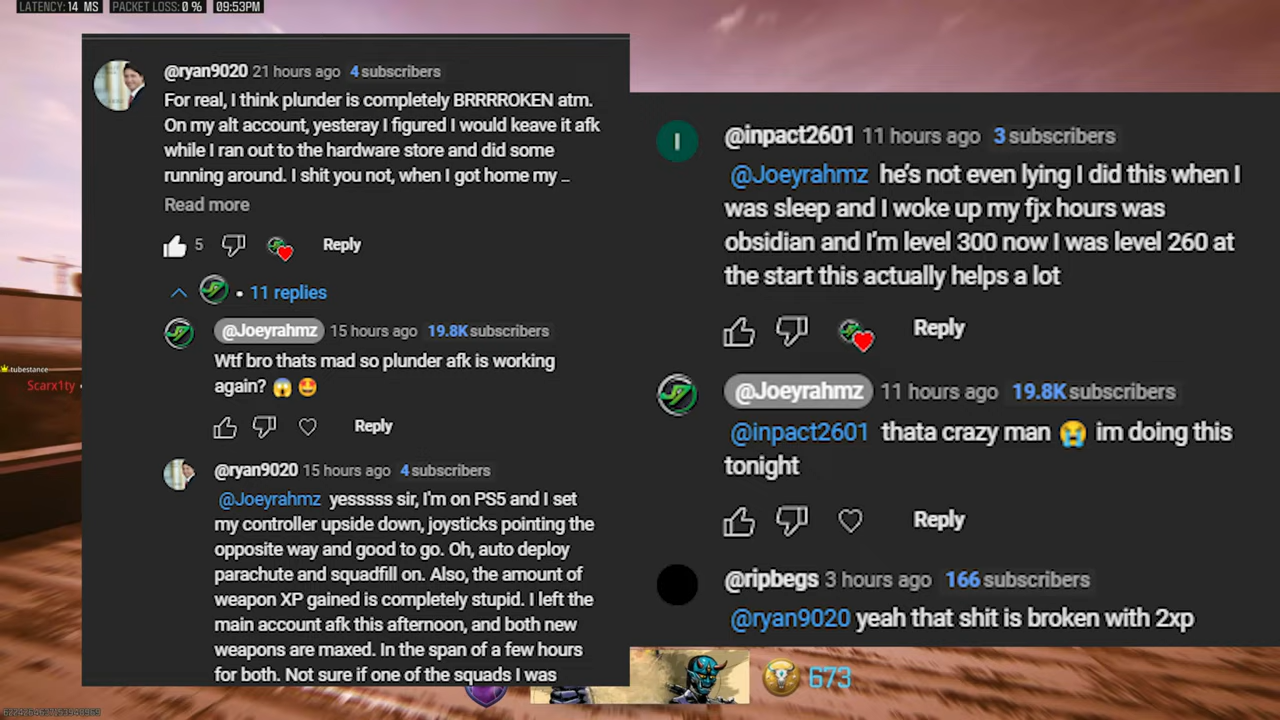 LATENCY: 14 MS PACKET LOSS: 0 % 09:53PM
@ryan9020 21 hours ago 4 subscribers
For real, I think plunder is completely BRRRROKEN atm.
On my alt account, yesteray I figured I would keave it afk
while I ran out to the hardware store and did some
running around. I shit you not, when I got home my ...
Read more
5 Reply
• 11 replies
@Joeyrahmz 15 hours ago 19.8K subscribers
Wtf bro thats mad so plunder afk is working
again? 😱 🤩
Reply
@ryan9020 15 hours ago 4 subscribers
@Joeyrahmz yesssss sir, I'm on PS5 and I set
my controller upside down, joysticks pointing the
opposite way and good to go. Oh, auto deploy
parachute and squadfill on. Also, the amount of
weapon XP gained is completely stupid. I left the
main account afk this afternoon, and both new
weapons are maxed. In the span of a few hours
for both. Not sure if one of the squads I was
I
@inpact2601 11 hours ago 3 subscribers
@Joeyrahmz he's not even lying I did this when I
was sleep and I woke up my fjx hours was
obsidian and I'm level 300 now I was level 260 at
the start this actually helps a lot
Reply
@Joeyrahmz 11 hours ago 19.8K subscribers
@inpact2601 thata crazy man 😭 im doing this
tonight
Reply
@ripbegs 3 hours ago 166 subscribers
@ryan9020 yeah that shit is broken with 2xp
tubestance
Scarx1ty
673